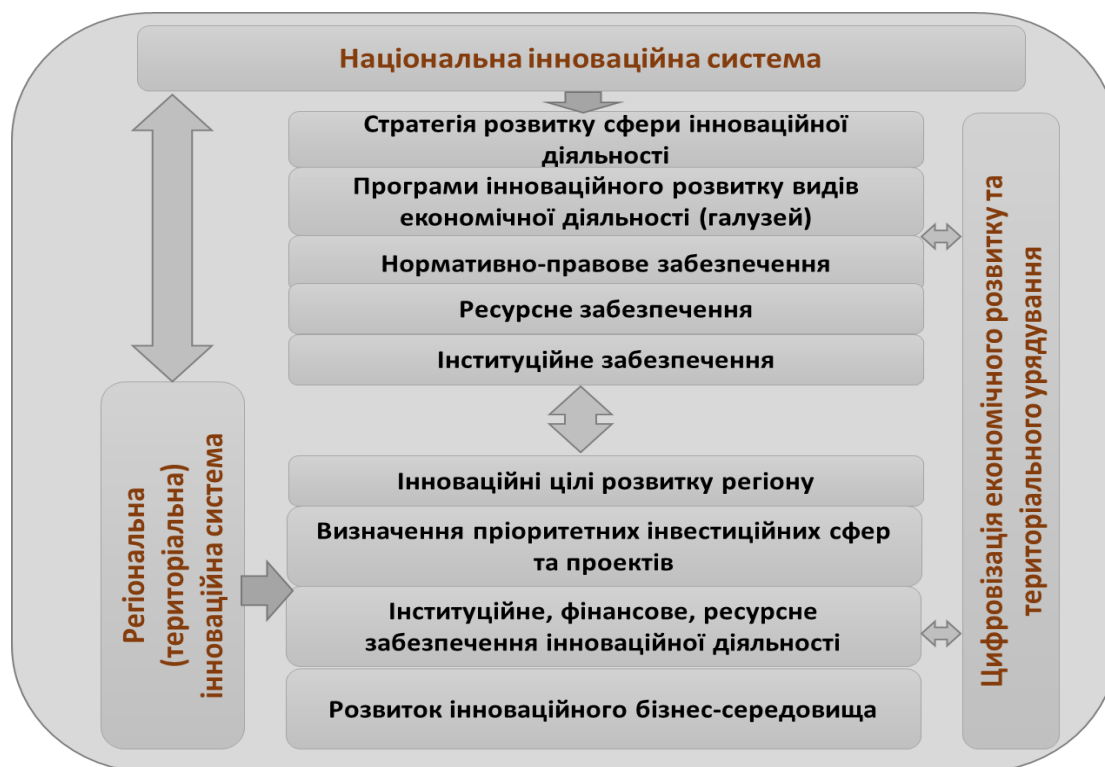 Національна інноваційна система
Стратегія розвитку сфери інноваційної
діяльності
Програми інноваційного розвитку видів
економічної діяльності (галузей)
Нормативно-правове забезпечення
Ресурсне забезпечення
Інституційне забезпечення
Регіональна
(територіальна)
інноваційна система
Інноваційні цілі розвитку регіону
Визначення пріоритетних інвестиційних сфер
та проектів
Інституційне, фінансове, ресурсне
забезпечення інноваційної діяльності
Розвиток інноваційного бізнес-середовища
Цифровізація економічного розвитку та
територіального урядування